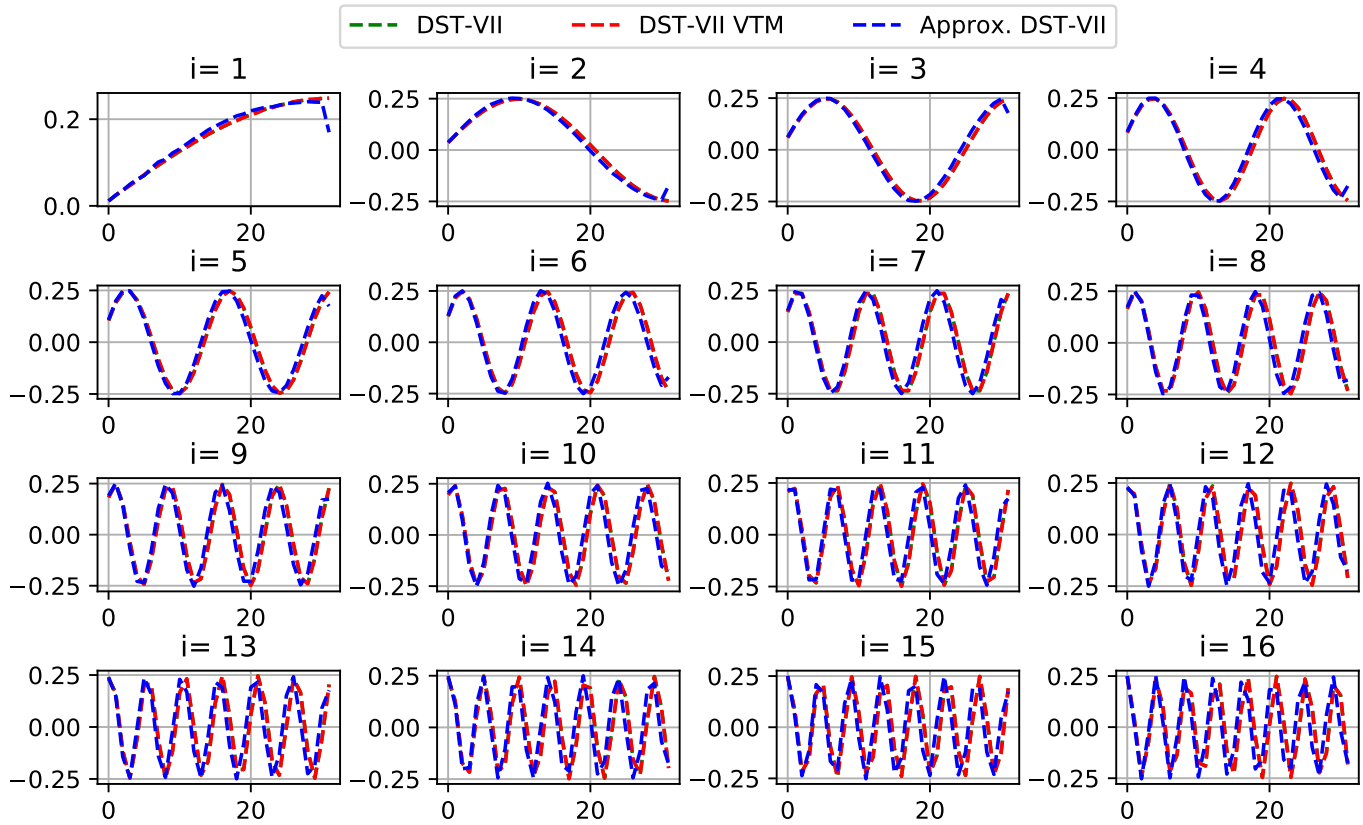 DST-VII DST-VII VTM Approx. DST-VII
i= 1 i= 2 i= 3 i= 4
0.2 0.25 0.25 0.25
0.00 0.00 0.00
0.0 −0.25 −0.25 −0.25
0 20 0 20 0 20 0 20
i= 5 i= 6 i= 7 i= 8
0.25 0.25 0.25 0.25
0.00 0.00 0.00 0.00
−0.25 −0.25 −0.25 −0.25
0 20 0 20 0 20 0 20
i= 9 i= 10 i= 11 i= 12
0.25 0.25 0.25 0.25
0.00 0.00 0.00 0.00
−0.25 −0.25 −0.25 −0.25
0 20 0 20 0 20 0 20
i= 13 i= 14 i= 15 i= 16
0.25 0.25 0.25 0.25
0.00 0.00 0.00 0.00
−0.25 −0.25 −0.25 −0.25
0 20 0 20 0 20 0 20